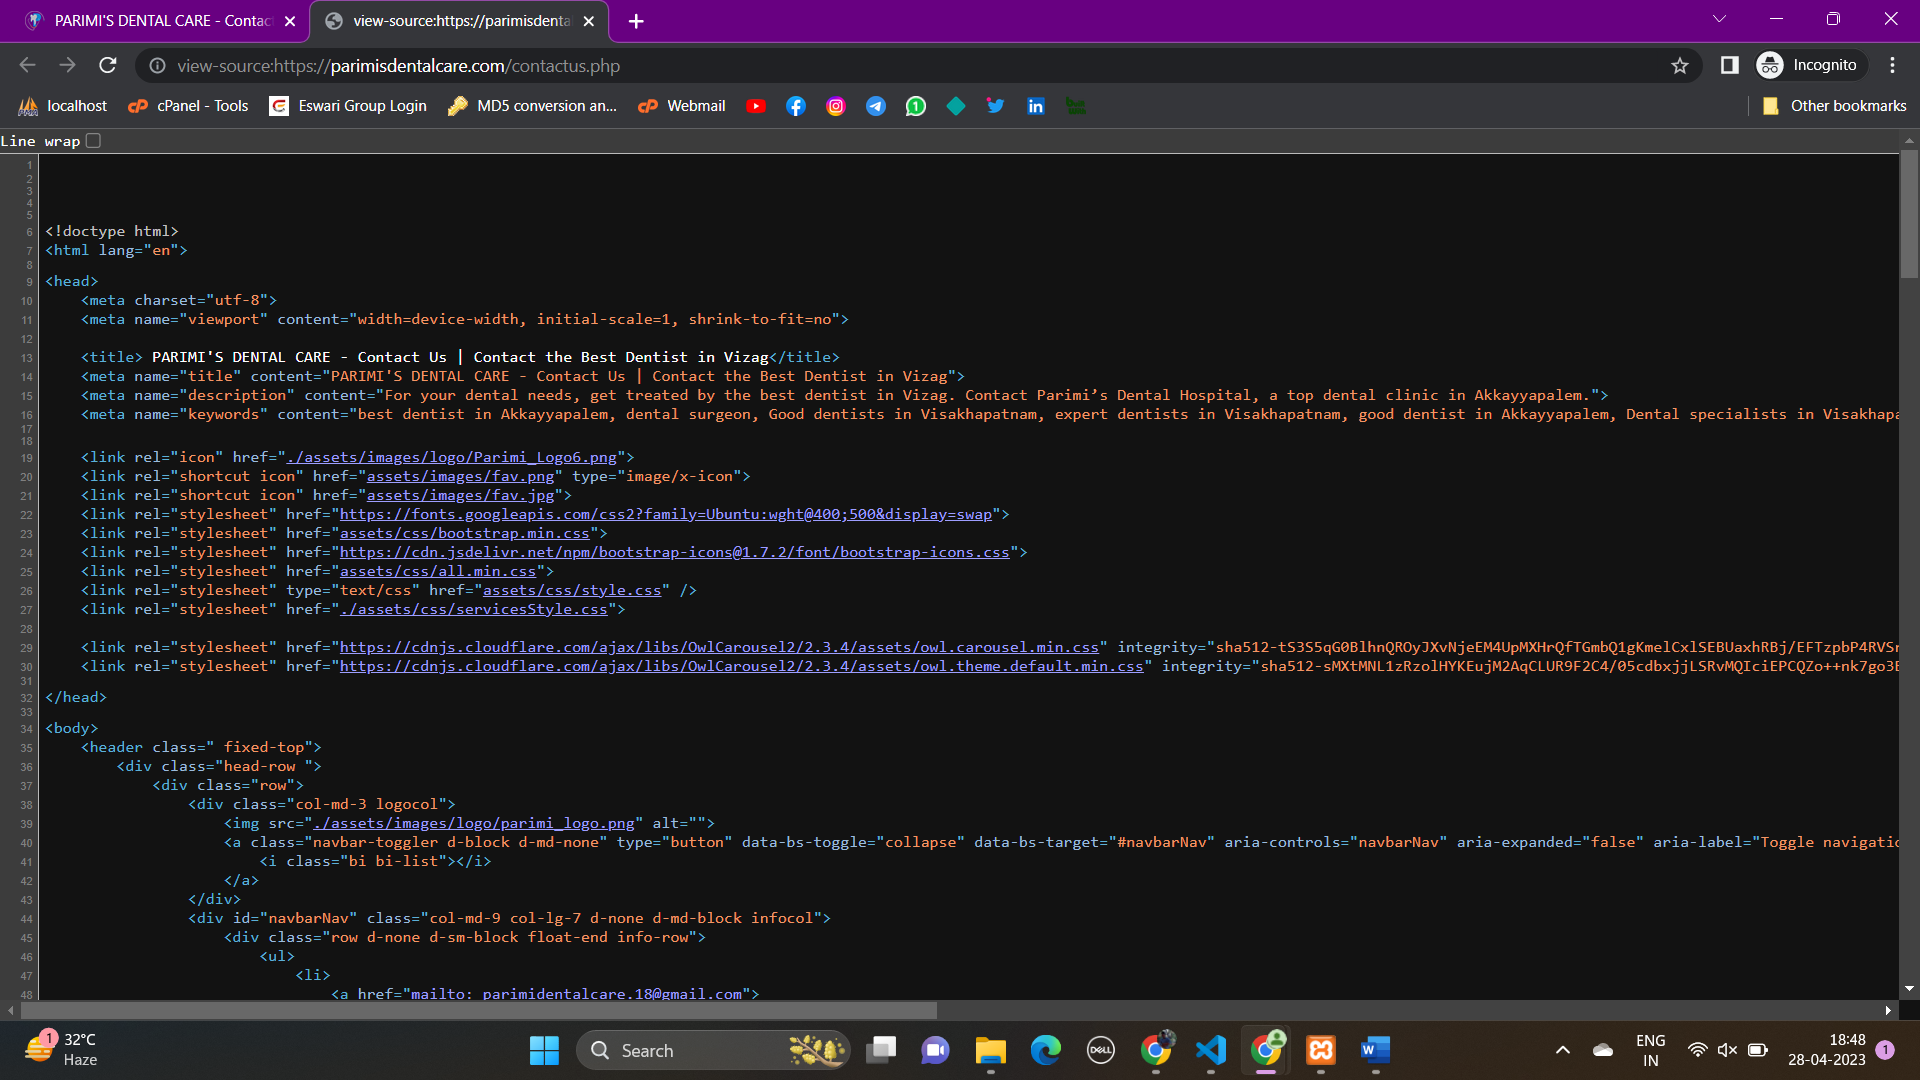 PARIMI'S DENTAL CARE - Contac
view-source:https://parimisdenta
view-source:https://parimisdentalcare.com/contactus.php
Incognito
localhost
cPanel - Tools
Eswari Group Login
MD5 conversion an...
Webmail
Other bookmarks
Line wrap
1
2
3
4
5
6 <!doctype html>
7 <html lang="en">
8
9 <head>
10 <meta charset="utf-8">
11 <meta name="viewport" content="width=device-width, initial-scale=1, shrink-to-fit=no">
12
13 <title> PARIMI'S DENTAL CARE - Contact Us | Contact the Best Dentist in Vizag</title>
14 <meta name="title" content="PARIMI'S DENTAL CARE - Contact Us | Contact the Best Dentist in Vizag">
15 <meta name="description" content="For your dental needs, get treated by the best dentist in Vizag. Contact Parimi’s Dental Hospital, a top dental clinic in Akkayyapalem.">
16 <meta name="keywords" content="best dentist in Akkayyapalem, dental surgeon, Good dentists in Visakhapatnam, expert dentists in Visakhapatnam, good dentist in Akkayyapalem, Dental specialists in Visakhapa
17
18
19 <link rel="icon" href="./assets/images/logo/Parimi_Logo6.png">
20 <link rel="shortcut icon" href="assets/images/fav.png" type="image/x-icon">
21 <link rel="shortcut icon" href="assets/images/fav.jpg">
22 <link rel="stylesheet" href="https://fonts.googleapis.com/css2?family=Ubuntu:wght@400;500&display=swap">
23 <link rel="stylesheet" href="assets/css/bootstrap.min.css">
24 <link rel="stylesheet" href="https://cdn.jsdelivr.net/npm/bootstrap-icons@1.7.2/font/bootstrap-icons.css">
25 <link rel="stylesheet" href="assets/css/all.min.css">
26 <link rel="stylesheet" type="text/css" href="assets/css/style.css" />
27 <link rel="stylesheet" href="./assets/css/servicesStyle.css">
28
29 <link rel="stylesheet" href="https://cdnjs.cloudflare.com/ajax/libs/OwlCarousel2/2.3.4/assets/owl.carousel.min.css" integrity="sha512-tS3S5qG0BlhnQROyJXvNjeEM4UpMXHrQfTGmbQ1gKmelCxlSEBUaxhRBj/EFTzpbP4RVSr
30 <link rel="stylesheet" href="https://cdnjs.cloudflare.com/ajax/libs/OwlCarousel2/2.3.4/assets/owl.theme.default.min.css" integrity="sha512-sMXtMNL1zRzolHYKEujM2AqCLUR9F2C4/05cdbxjjLSRvMQIciEPCQZo++nk7go3B
31
32 </head>
33
34 <body>
35 <header class=" fixed-top">
36 <div class="head-row ">
37 <div class="row">
38 <div class="col-md-3 logocol">
39 <img src="./assets/images/logo/parimi_logo.png" alt="">
40 <a class="navbar-toggler d-block d-md-none" type="button" data-bs-toggle="collapse" data-bs-target="#navbarNav" aria-controls="navbarNav" aria-expanded="false" aria-label="Toggle navigatio
41 <i class="bi bi-list"></i>
42 </a>
43 </div>
44 <div id="navbarNav" class="col-md-9 col-lg-7 d-none d-md-block infocol">
45 <div class="row d-none d-sm-block float-end info-row">
46 <ul>
47 <li>
48 <a href="mailto: parimidentalcare.18@gmail.com">
1
32°C
Haze
Search
DELL
ENG
IN
18:48
28-04-2023
1